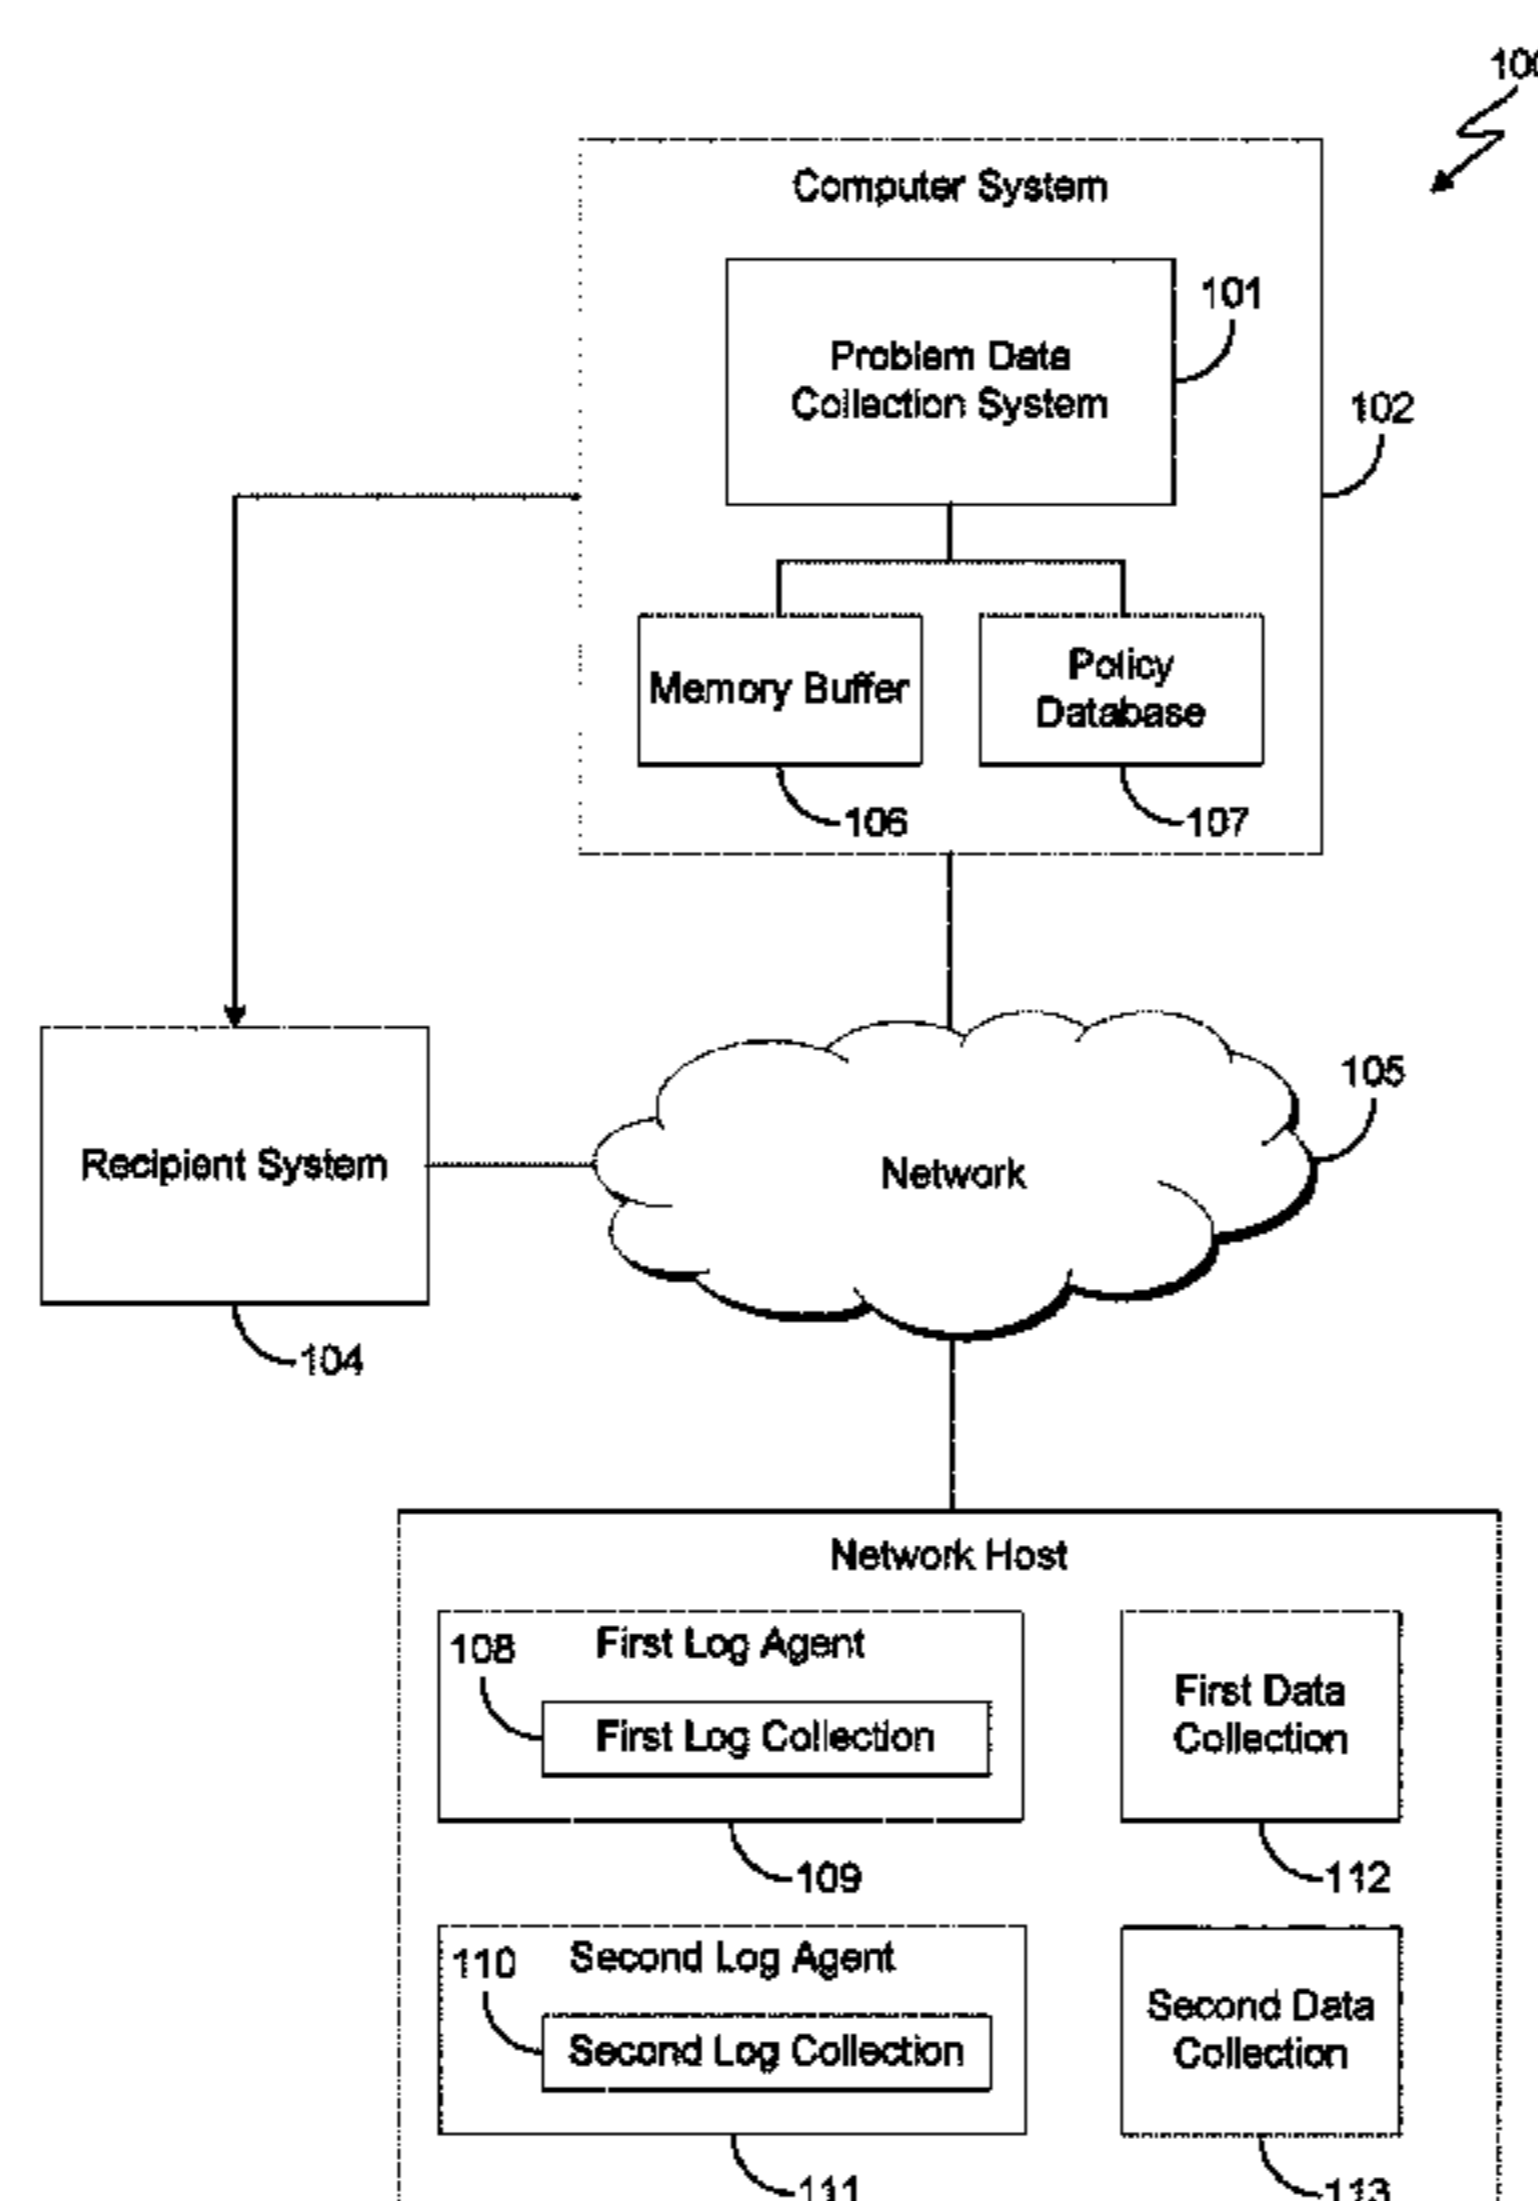 100
Computer System
101
Problem Data
Collection System
102
Memory Buffer
Policy
Database
106
107
105
Recipient System
Network
104
Network Host
108
First Log Agent
First Log Collection
First Data
Collection
109
112
110
Second Log Agent
Second Log Collection
Second Data
Collection
111
113